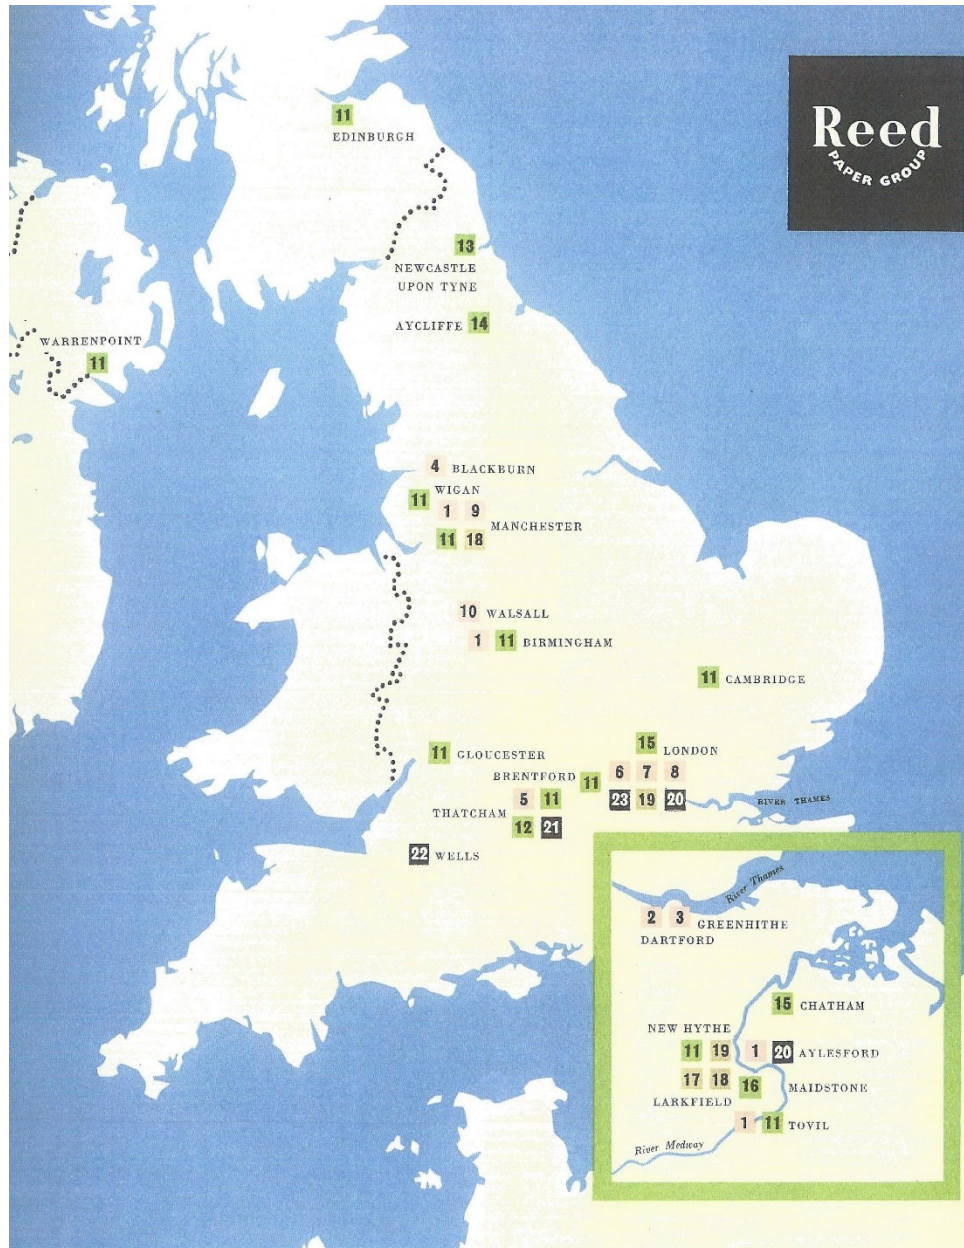 Reed
PAPER GROUP
11
EDINBURGH
13
NEWCASTLE
UPON TYNE
AYCLIFFE 14
WARRENPOINT
11
4 BLACKBURN
WIGAN
11
1 9
MANCHESTER
11 18
10 WALSALL
1 11 BIRMINGHAM
11 CAMBRIDGE
15 LONDON
11 GLOUCESTER
BRENTFORD 11
6 7 8
5 11
23 19 20
RIVER THAMES
THATCHAM
12 21
22 WELLS
River Thames
2 3 GREENHITHE
DARTFORD
15 CHATHAM
NEW HYTHE
11 19
1 20 AYLESFORD
17 18
16 MAIDSTONE
LARKFIELD
1 11 TOVIL
River Medway